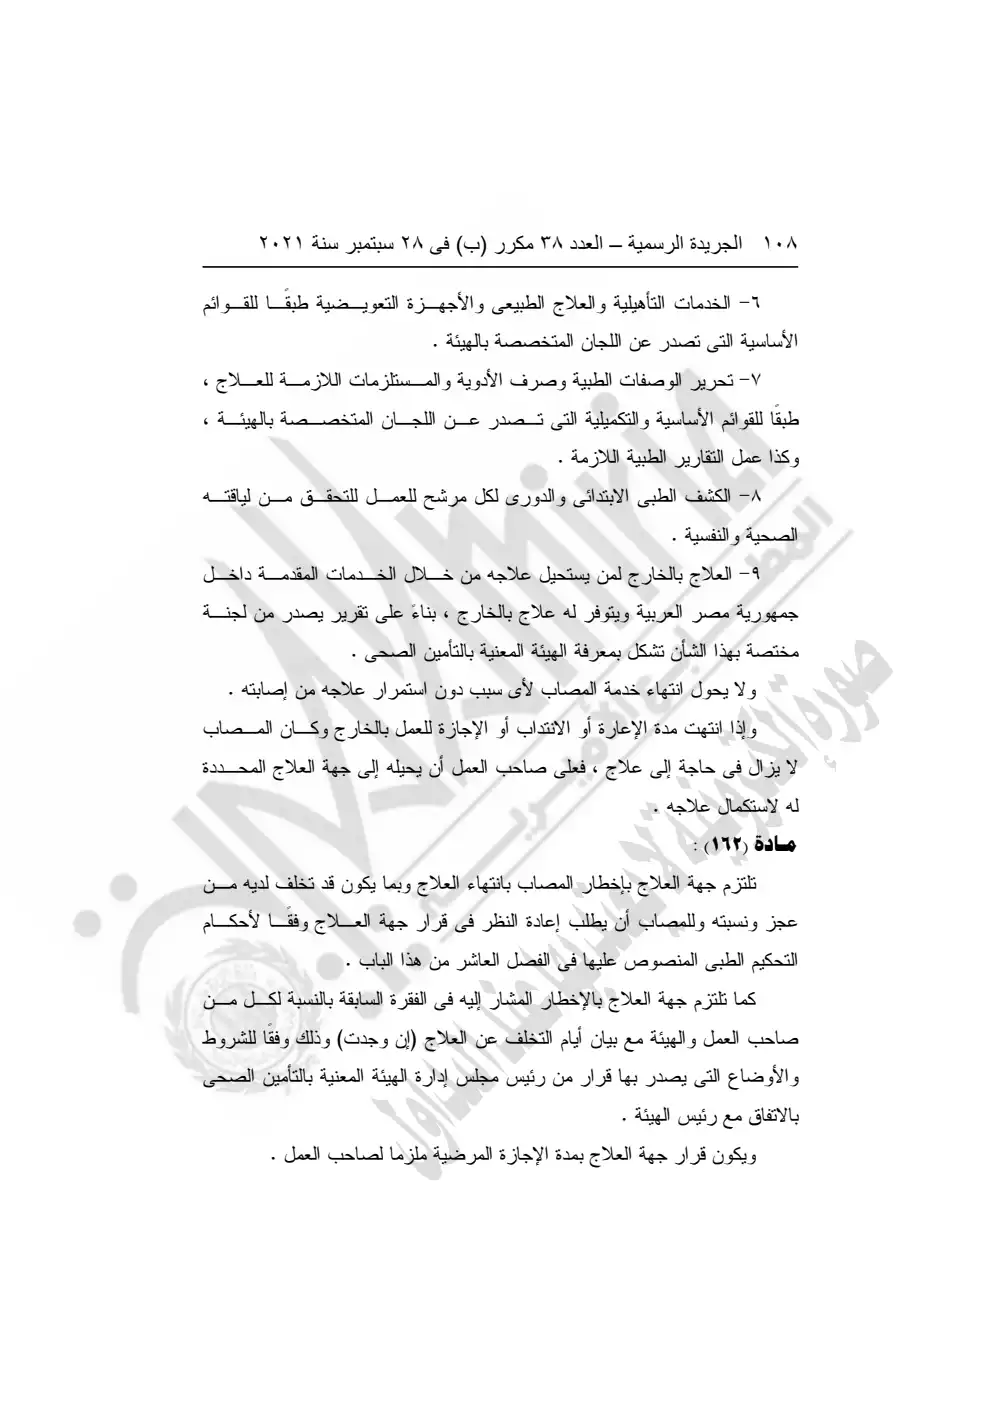 ١٠٨ الجريدة الرسمية – العدد ٣٨ مكرر (ب) فى ٢٨ سبتمبر سنة ٢٠٢١
٦- الخدمات التأهيلية والعلاج الطبيعى والأجهزة التعويضية طبقًا للقوائم
الأساسية التى تصدر عن اللجان المتخصصة بالهيئة .
٧- تحرير الوصفات الطبية وصرف الأدوية والمستلزمات اللازمة للعلاج ،
طبقًا للقوائم الأساسية والتكميلية التى تصدر عن اللجان المتخصصة بالهيئة ،
وكذا عمل التقارير الطبية اللازمة .
٨- الكشف الطبى الابتدائى والدورى لكل مرشح للعمل للتحقق من لياقته
الصحية والنفسية .
٩- العلاج بالخارج لمن يستحيل علاجه من خلال الخدمات المقدمة داخل
جمهورية مصر العربية ويتوفر له علاج بالخارج ، بناءً على تقرير يصدر من لجنة
مختصة بهذا الشأن تشكل بمعرفة الهيئة المعنية بالتأمين الصحى .
ولا يحول انتهاء خدمة المصاب لأى سبب دون استمرار علاجه من إصابته .
وإذا انتهت مدة الإعارة أو الانتداب أو الإجازة للعمل بالخارج وكان المصاب
لا يزال فى حاجة إلى علاج ، فعلى صاحب العمل أن يحيله إلى جهة العلاج المحددة
له لاستكمال علاجه .
مادة (١٦٢) :
تلتزم جهة العلاج بإخطار المصاب بانتهاء العلاج وبما يكون قد تخلف لديه من
عجز ونسبته وللمصاب أن يطلب إعادة النظر فى قرار جهة العلاج وفقًا لأحكام
التحكيم الطبى المنصوص عليها فى الفصل العاشر من هذا الباب .
كما تلتزم جهة العلاج بالإخطار المشار إليه فى الفقرة السابقة بالنسبة لكل من
صاحب العمل والهيئة مع بيان أيام التخلف عن العلاج (إن وجدت) وذلك وفقًا للشروط
والأوضاع التى يصدر بها قرار من رئيس مجلس إدارة الهيئة المعنية بالتأمين الصحى
بالاتفاق مع رئيس الهيئة .
ويكون قرار جهة العلاج بمدة الإجازة المرضية ملزما لصاحب العمل .